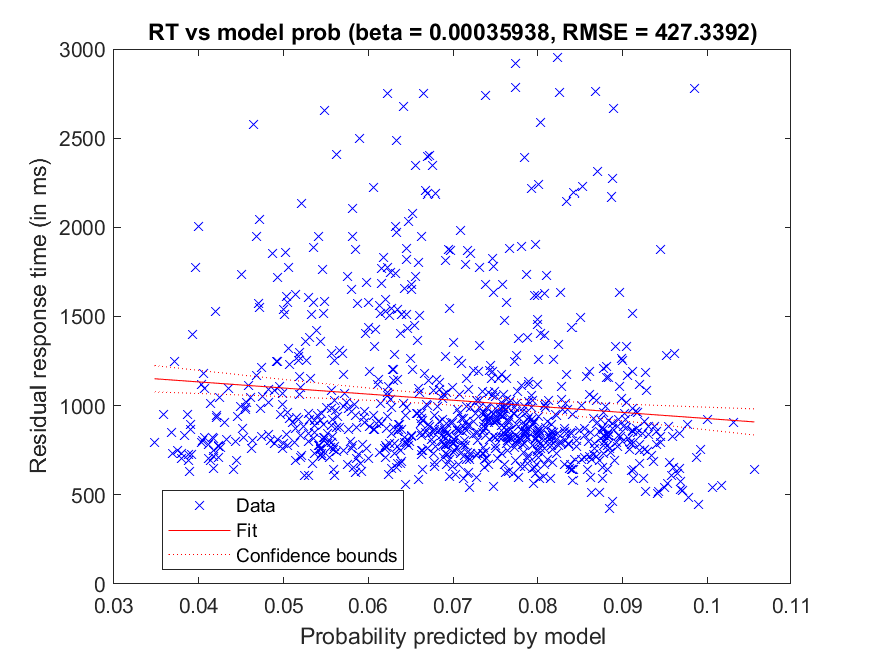 RT vs model prob (beta = 0.00035938, RMSE = 427.3392)
Residual response time (in ms)
3000
2500
2000
1500
1000
500
0
Data
Fit
Confidence bounds
0.03 0.04 0.05 0.06 0.07 0.08 0.09 0.1 0.11
Probability predicted by model